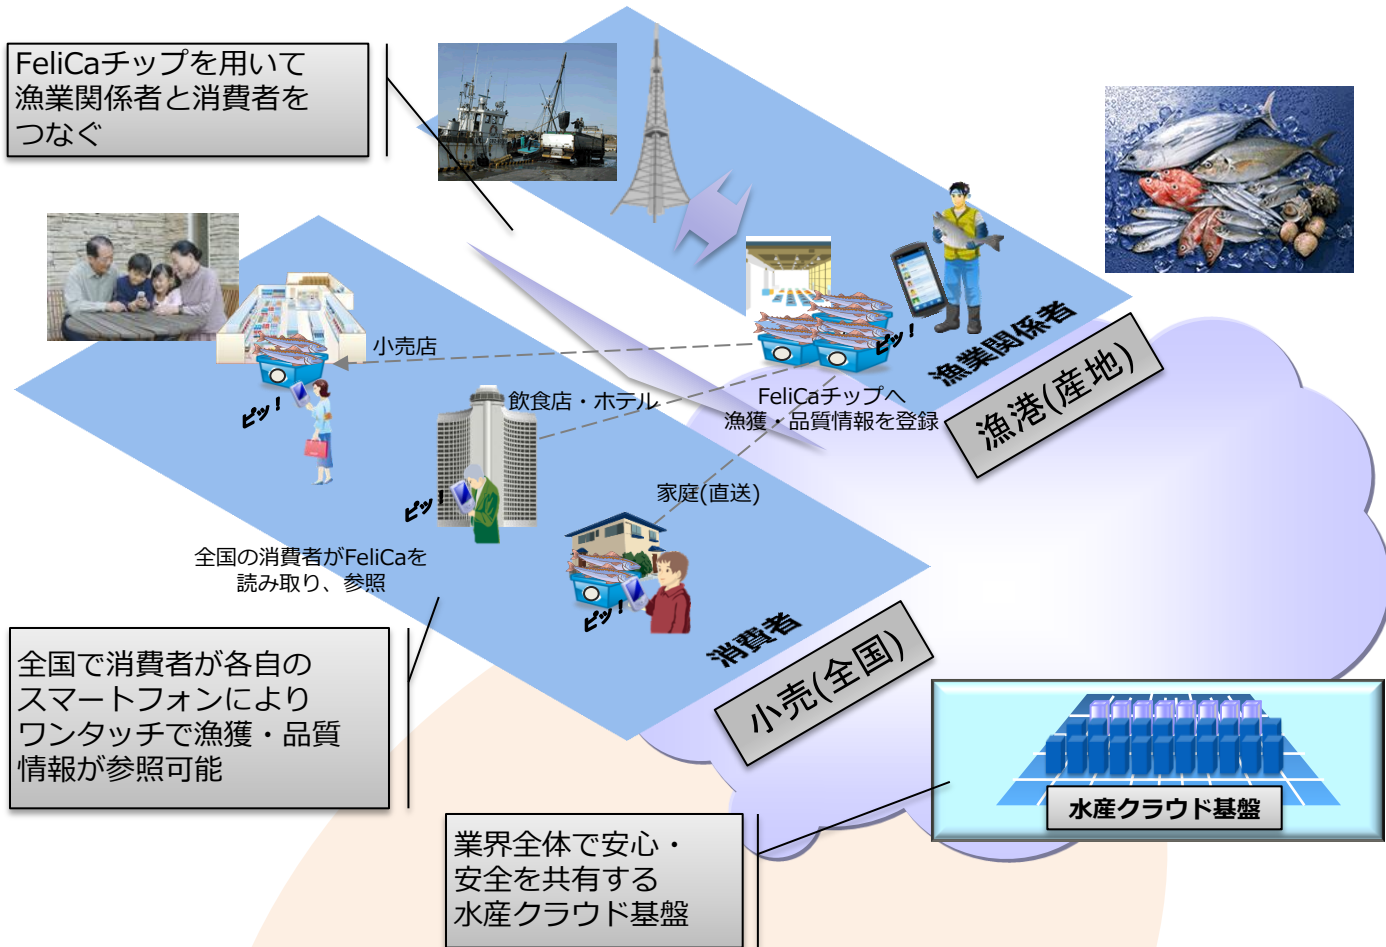 FeliCaチップを用いて
漁業関係者と消費者を
つなぐ
小売店
ピッ！
飲食店・ホテル
ピッ！
家庭(直送)
ピッ！
ピッ！
FeliCaチップへ
漁獲・品質情報を登録
漁業関係者
漁港(産地)
全国の消費者がFeliCaを
読み取り、参照
消費者
小売(全国)
全国で消費者が各自の
スマートフォンにより
ワンタッチで漁獲・品質
情報が参照可能
業界全体で安心・
安全を共有する
水産クラウド基盤
水産クラウド基盤